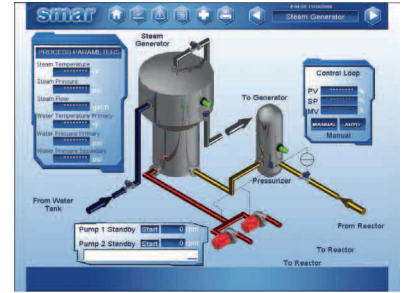 smar
Steam Generator
PROCESS PARAMETERS
Steam Temperature
Steam Pressure
Steam Flow
Water Temperature Primary
Water Pressure Primary
Water Pressure Secondary
Steam
Generator
Control Loop
PV
SP
MV
MANUAL AUTO
Manual
To Generator
Pressurizer
From Water
Tank
From Reactor
Pump 1 Standby Start 0 rpm
Pump 2 Standby Start 0 rpm
To Reactor
To Reactor